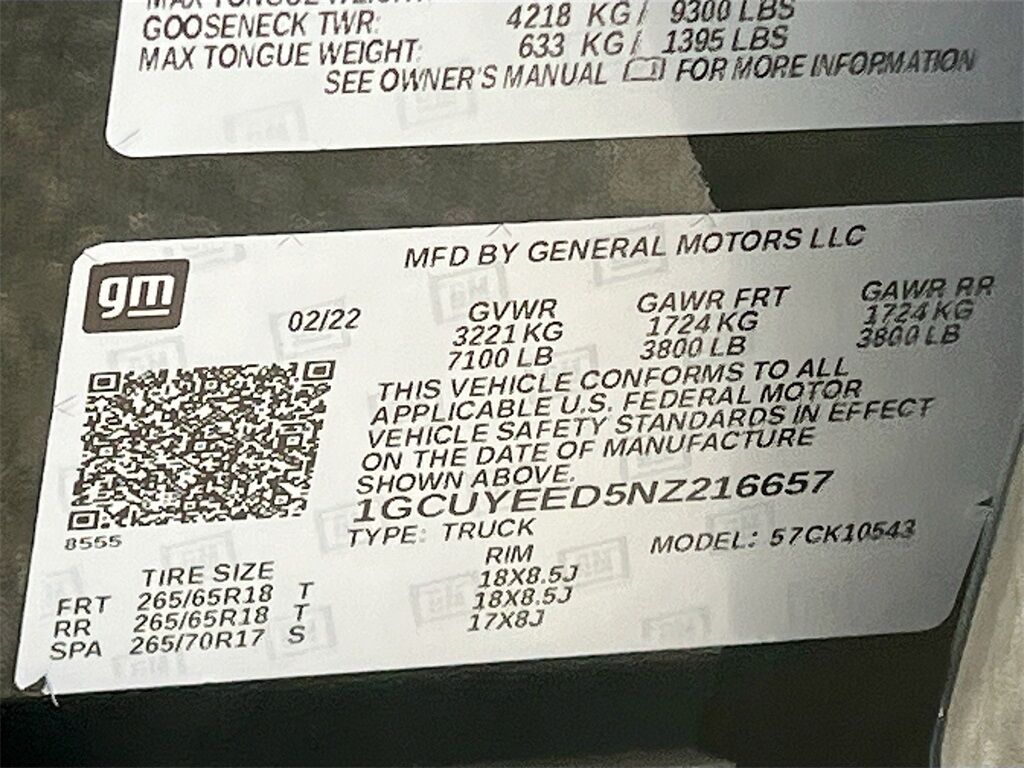 MAX TONGUE WEIGHT:
GOOSENECK TWR: 4218 KG/ 9300 LBS
MAX TONGUE WEIGHT: 633 KG/ 1395 LBS
SEE OWNER'S MANUAL FOR MORE INFORMATION
gm
MFD BY GENERAL MOTORS LLC
02/22 GVWR GAWR FRT GAWR RR
3221 KG 1724 KG 1724 KG
7100 LB 3800 LB 3800 LB
THIS VEHICLE CONFORMS TO ALL
APPLICABLE U.S. FEDERAL MOTOR
VEHICLE SAFETY STANDARDS IN EFFECT
ON THE DATE OF MANUFACTURE
SHOWN ABOVE.
1GCUYEED5NZ216657
8555
TYPE: TRUCK MODEL: 57CK10543
TIRE SIZE RIM
FRT 265/65R18 T 18X8.5J
RR 265/65R18 T 18X8.5J
SPA 265/70R17 S 17X8J